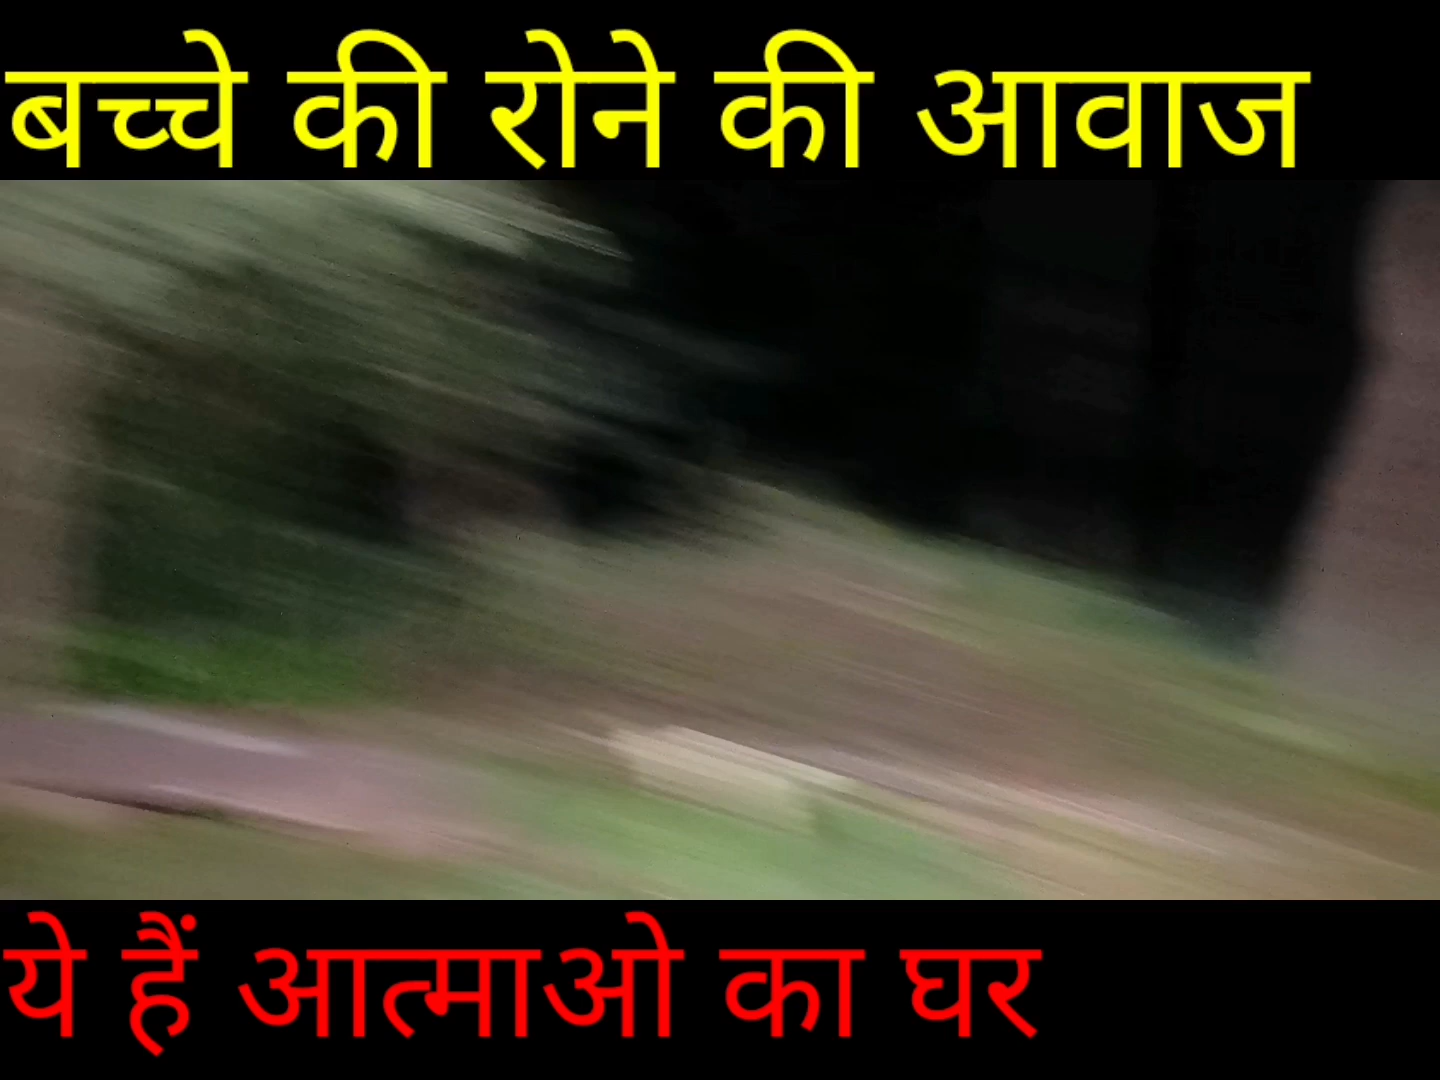 बच्चे की रोने की आवाज
ये हैं आत्माओ का घर